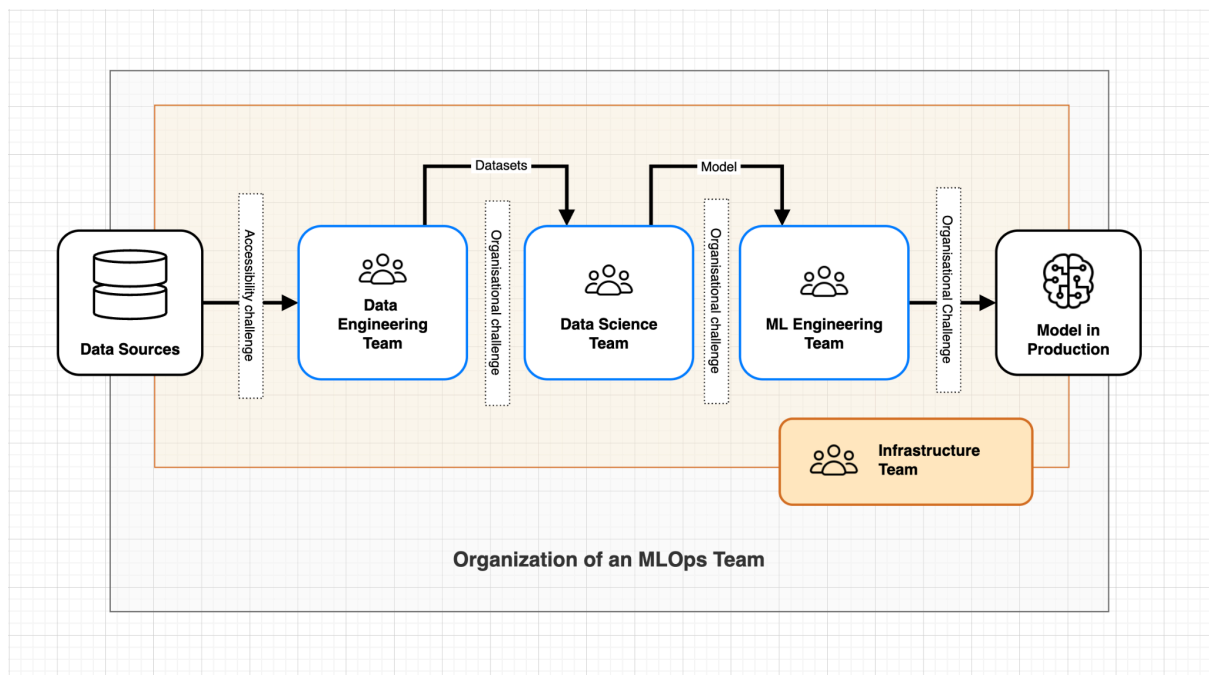 Datasets
Model
Data Sources
Accessibility challenge
Data
Engineering
Team
Organisational challenge
Data Science
Team
Organisational challenge
ML Engineering
Team
Organisational Challenge
Model in
Production
Infrastructure
Team
Organization of an MLOps Team